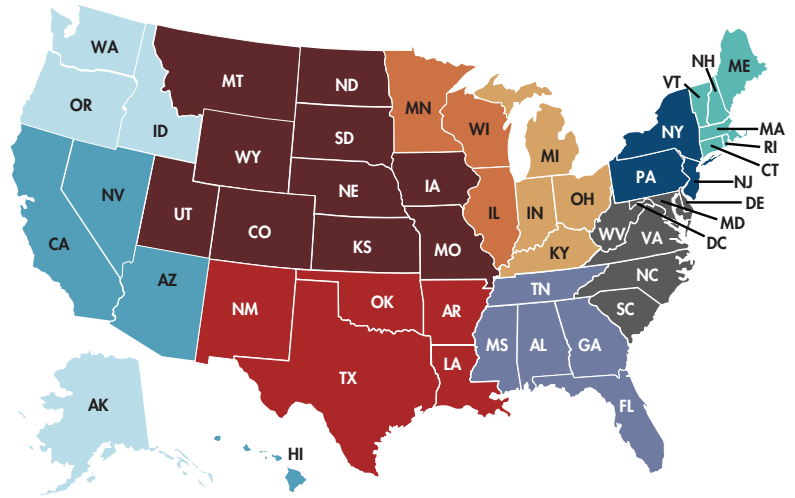 WA
MT
ND
MN
VT
NH
ME
OR
ID
SD
WI
MI
NY
MA
RI
CT
WY
NE
IA
PA
NJ
NV
UT
CO
KS
MO
IL
IN
OH
DE
MD
DC
CA
WV
VA
KY
AZ
NM
OK
AR
TN
NC
SC
TX
LA
MS
AL
GA
FL
AK
HI